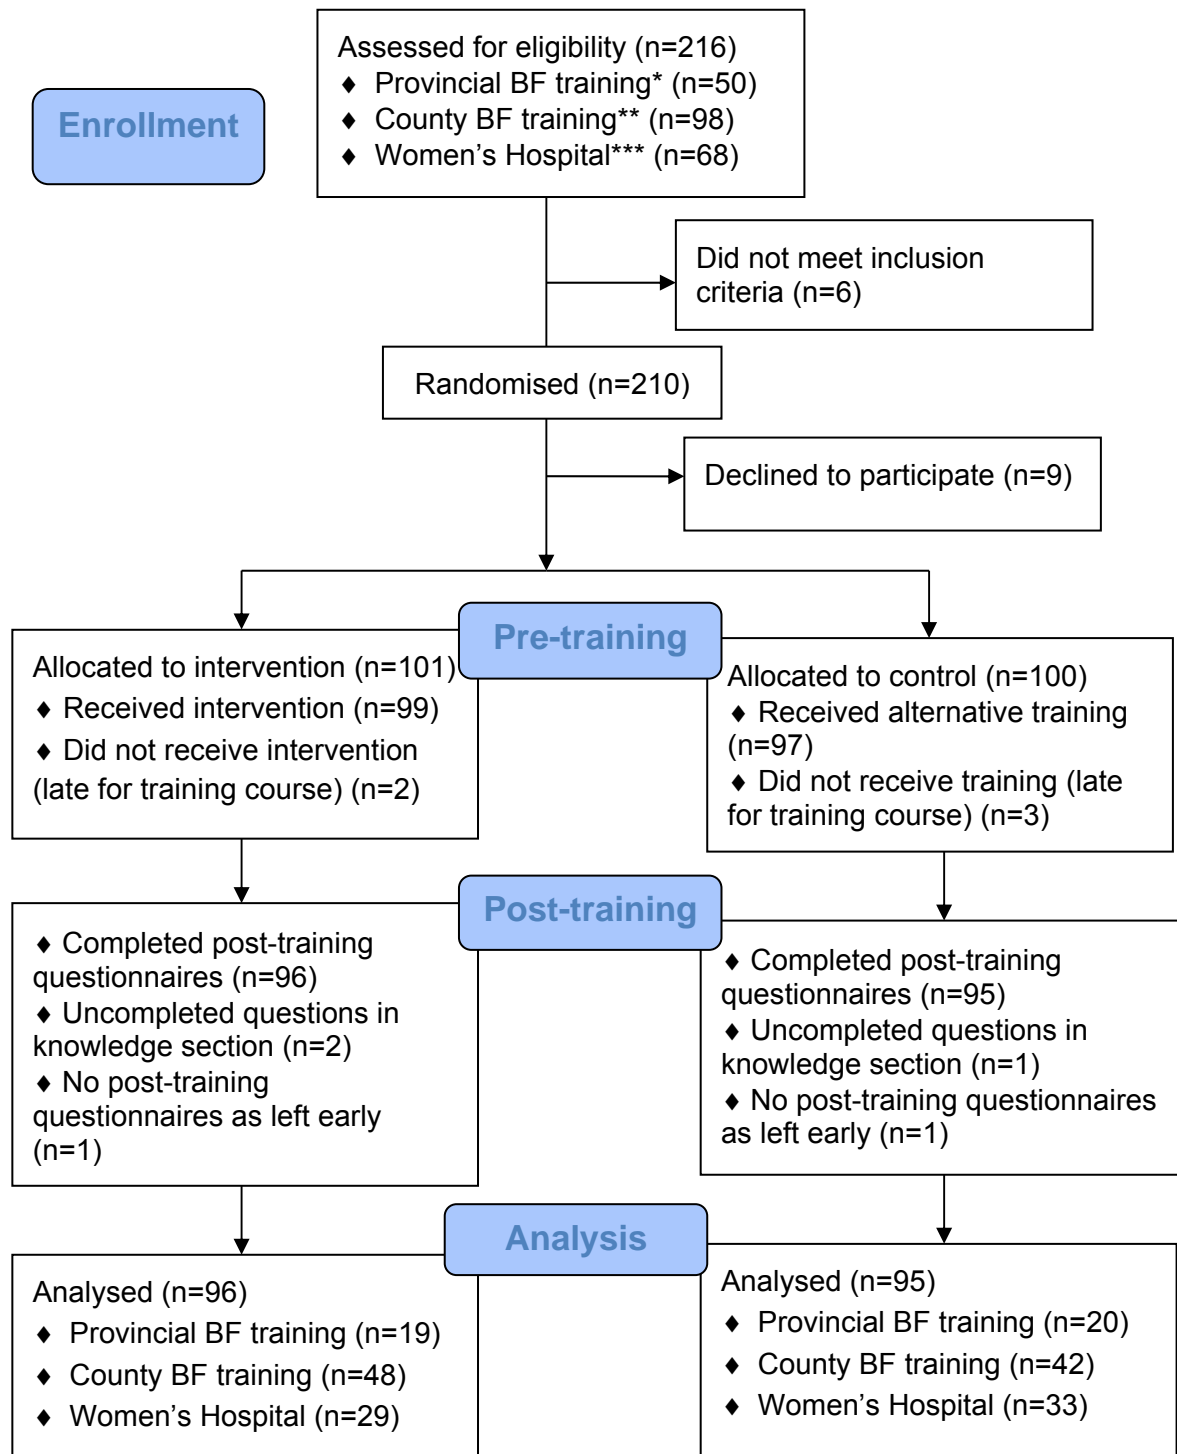 Assessed for eligibility (n=216)
♦ Provincial BF training* (n=50)
♦ County BF training** (n=98)
♦ Women’s Hospital*** (n=68)
Enrollment
Did not meet inclusion
criteria (n=6)
Randomised (n=210)
Declined to participate (n=9)
Pre-training
Allocated to intervention (n=101)
♦ Received intervention (n=99)
♦ Did not receive intervention
(late for training course) (n=2)
Allocated to control (n=100)
♦ Received alternative training
(n=97)
♦ Did not receive training (late
for training course) (n=3)
Post-training
♦ Completed post-training
questionnaires (n=96)
♦ Uncompleted questions in
knowledge section (n=2)
♦ No post-training
questionnaires as left early
(n=1)
♦ Completed post-training
questionnaires (n=95)
♦ Uncompleted questions in
knowledge section (n=1)
♦ No post-training questionnaires
as left early (n=1)
Analysis
Analysed (n=96)
♦ Provincial BF training (n=19)
♦ County BF training (n=48)
♦ Women’s Hospital (n=29)
Analysed (n=95)
♦ Provincial BF training (n=20)
♦ County BF training (n=42)
♦ Women’s Hospital (n=33)